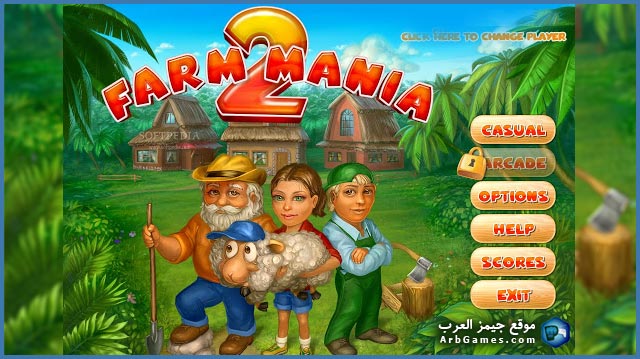 CLICK HERE TO CHANGE PLAYER
FARM MANIA
2
SOFTPEDIA
CASUAL
ARCADE
OPTIONS
HELP
SCORES
EXIT
موقع جيمز العرب
ArbGames.com